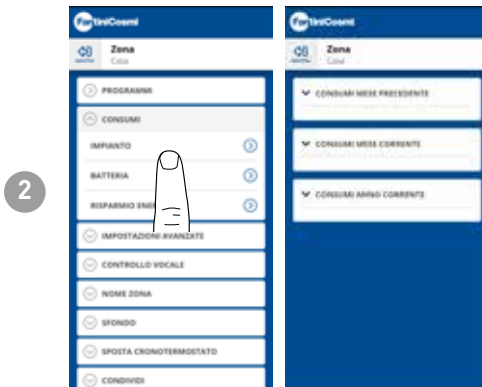 FantiniCosmi
Zona
Casa
PROGRAMMI
CONSUMI
IMPIANTO
BATTERIA
RISPARMIO
IMPOSTAZIONI AVANZATE
CONTROLLO VOCALE
NOME ZONA
SFONDO
SPOSTA CRONOTERMOSTATO
CONDIVIDI
2
FantiniCosmi
Zona
Casa
CONSUMI MESE PRECEDENTE
CONSUMI MESE CORRENTE
CONSUMI ANNO CORRENTE